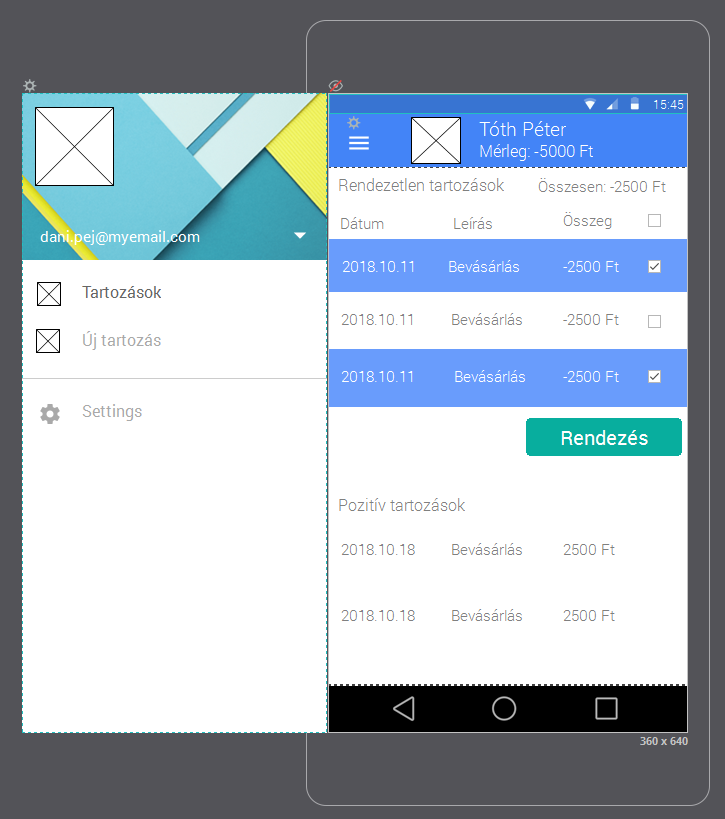 dani.pej@myemail.com
Tartozások
Új tartozás
Settings
15:45
Tóth Péter
Mérleg: -5000 Ft
Rendezetlen tartozások Összesen: -2500 Ft
Dátum Leírás Összeg
2018.10.11 Bevásárlás -2500 Ft
2018.10.11 Bevásárlás -2500 Ft
2018.10.11 Bevásárlás -2500 Ft
Rendezés
Pozitív tartozások
2018.10.18 Bevásárlás 2500 Ft
2018.10.18 Bevásárlás 2500 Ft
360 x 640